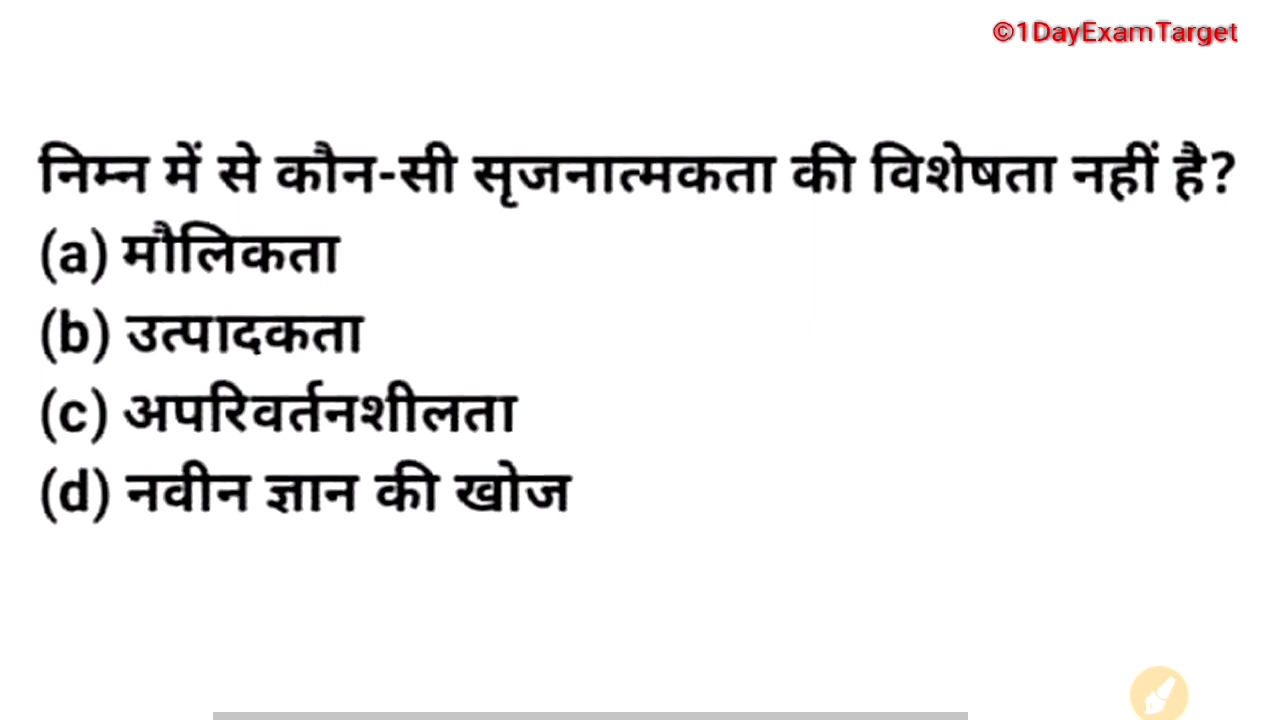 ©1DayExamTarget
निम्न में से कौन-सी सृजनात्मकता की विशेषता नहीं है?
(a) मौलिकता
(b) उत्पादकता
(c) अपरिवर्तनशीलता
(d) नवीन ज्ञान की खोज